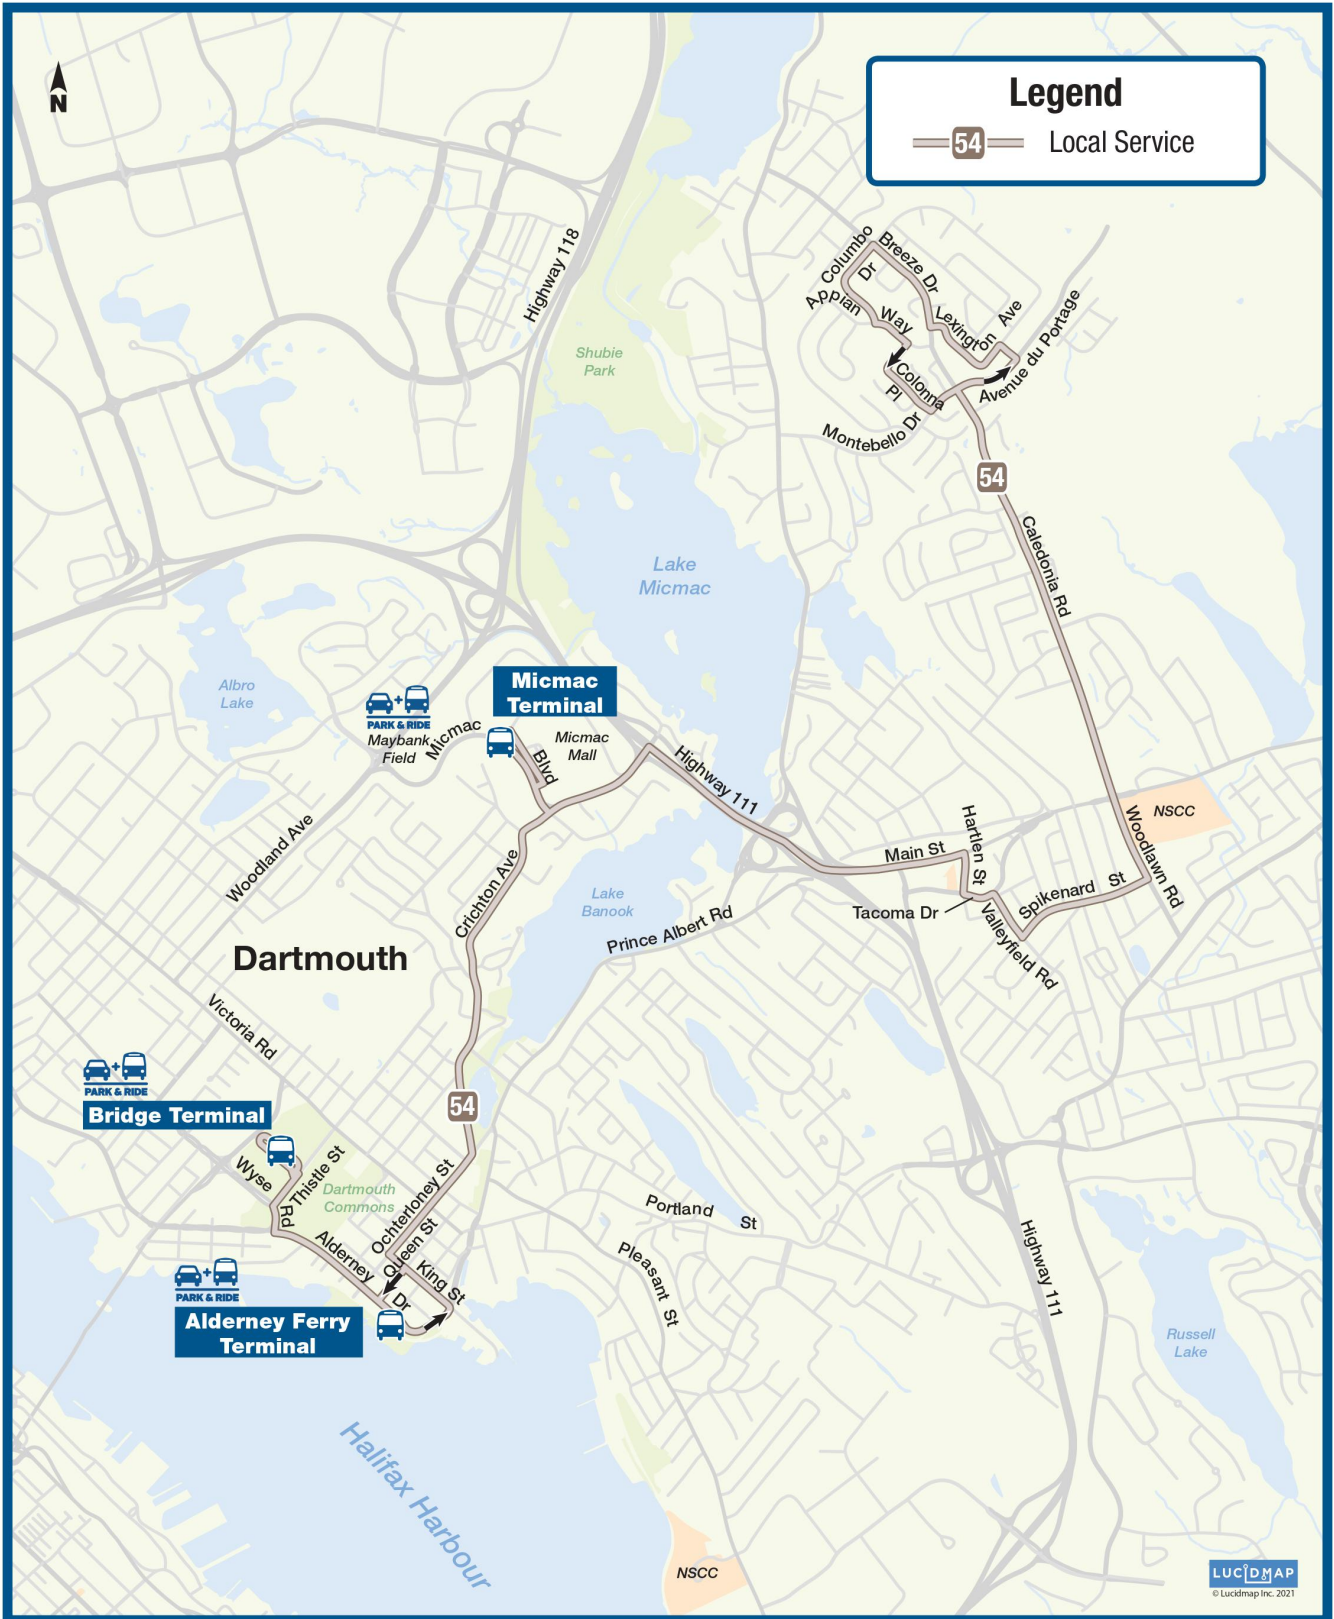 N
Legend
54
Local Service
Highway 118
Shubie
Park
Columbo
Dr
Breeze Dr
Appian
Way
Lexington
Ave
Avenue du Portage
Colonna
Pl
Montebello Dr
54
Caledonia Rd
Lake
Micmac
Albro
Lake
PARK & RIDE
Maybank
Field
Micmac
Terminal
Micmac
Blvd
Micmac
Mall
Highway 111
NSCC
Woodlawn Rd
Hartlen St
Main St
Spikenard
St
Tacoma Dr
Valleyfield Rd
Woodland Ave
Crichton Ave
Lake
Banook
Prince Albert Rd
Dartmouth
Victoria Rd
PARK & RIDE
Bridge Terminal
54
Wyse
Rd
Thistle St
Dartmouth
Commons
Ochterloney St
Queen St
Alderney
Dr
King St
PARK & RIDE
Alderney Ferry
Terminal
Portland
St
Pleasant St
Highway 111
Russell
Lake
Halifax Harbour
NSCC
LUCIDMAP
© Lucidmap Inc. 2021